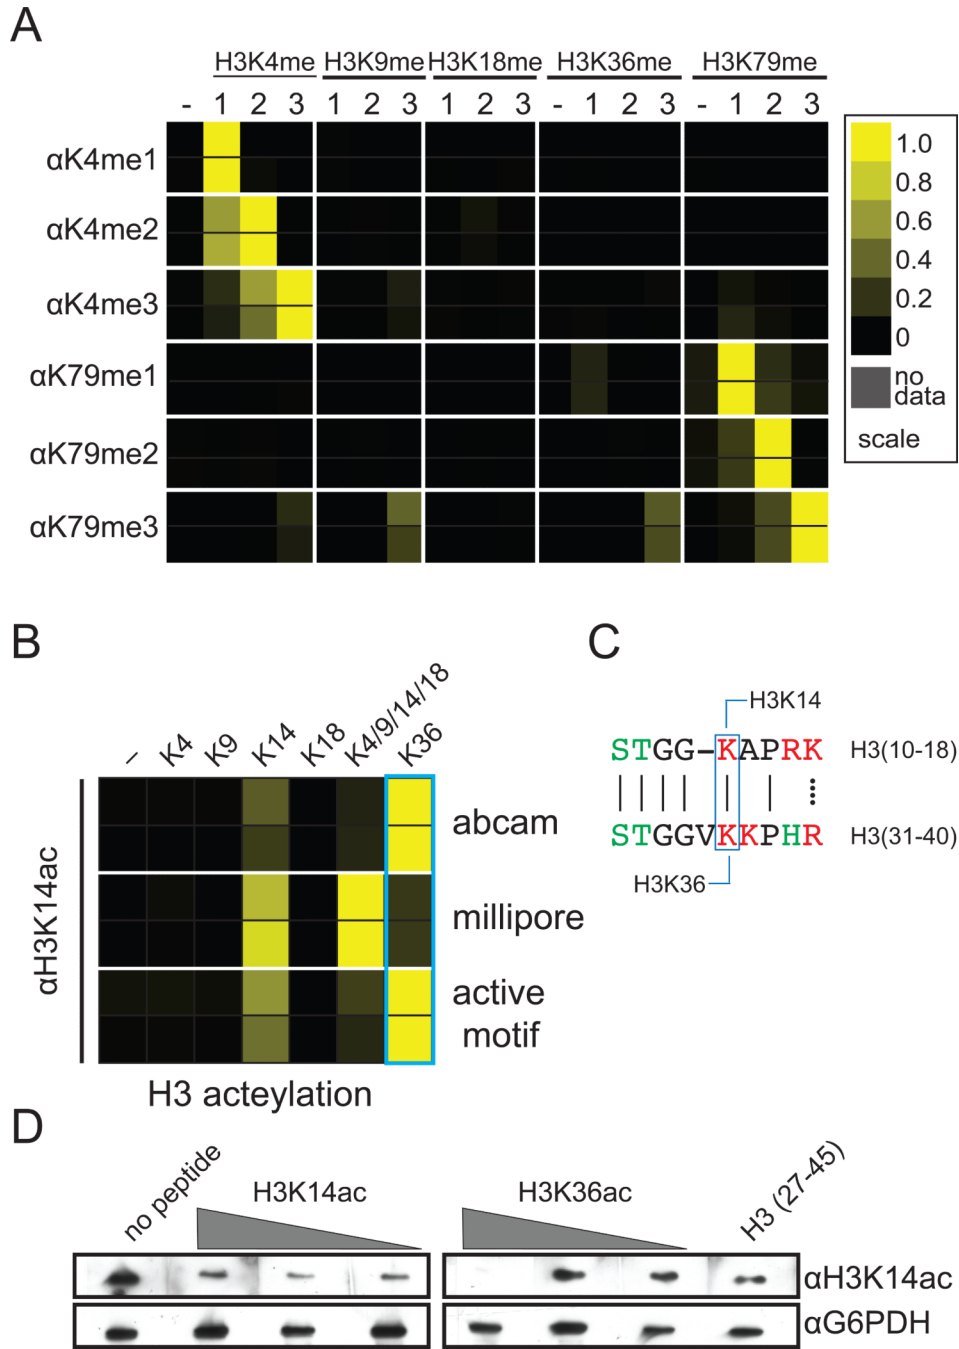 A
H3K4me H3K9me H3K18me H3K36me H3K79me
- 1 2 3 1 2 3 1 2 3 - 1 2 3 - 1 2 3
αK4me1
αK4me2
αK4me3
αK79me1
αK79me2
αK79me3
1.0
0.8
0.6
0.4
0.2
0
no
data
scale
B
– K4 K9 K14 K18 K4/9/14/18 K36
αH3K14ac
abcam
millipore
active
motif
H3 acteylation
C
H3K14
STGG–KAPRK H3(10-18)
STGGVKKPHR H3(31-40)
H3K36
D
no peptide H3K14ac H3K36ac H3 (27-45)
αH3K14ac
αG6PDH